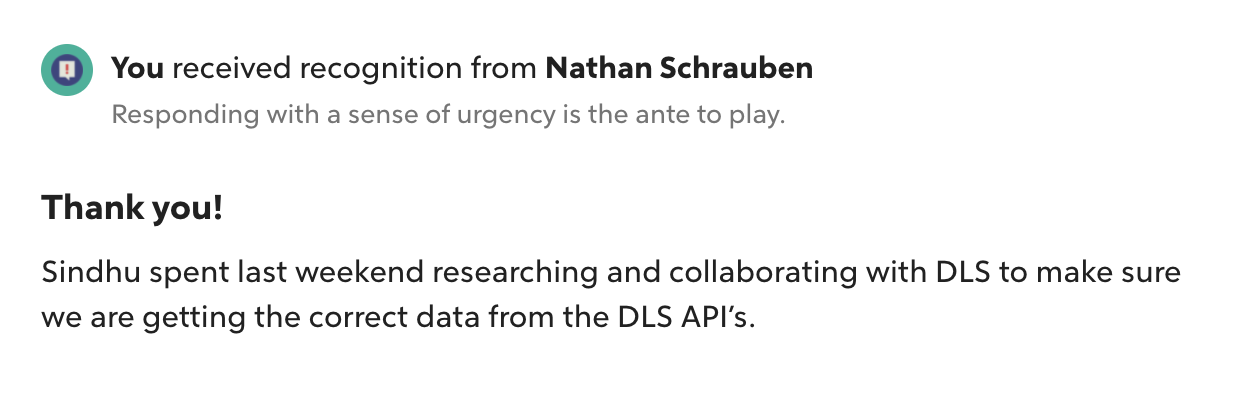 You received recognition from Nathan Schrauben
Responding with a sense of urgency is the ante to play.
Thank you!
Sindhu spent last weekend researching and collaborating with DLS to make sure
we are getting the correct data from the DLS API’s.